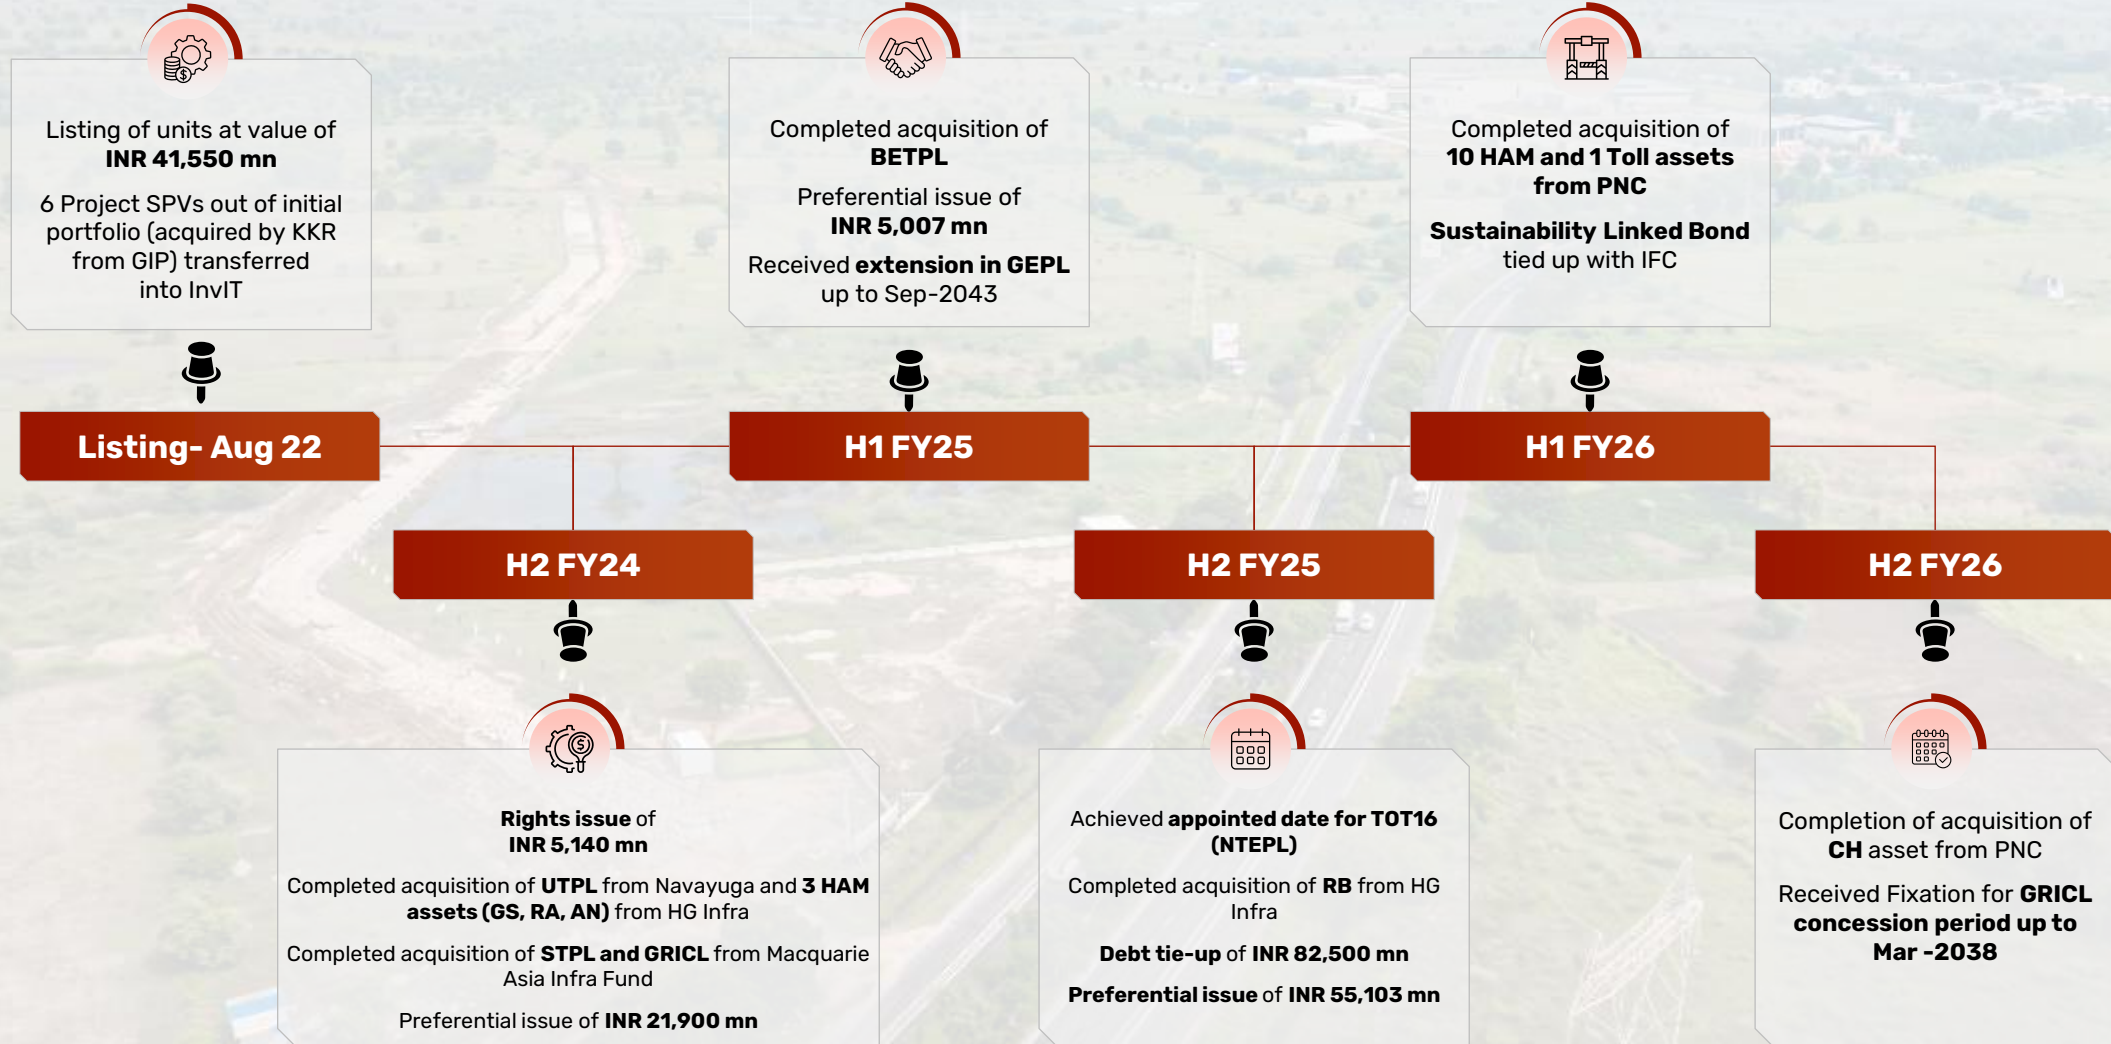 Listing of units at value of
INR 41,550 mn
6 Project SPVs out of initial
portfolio (acquired by KKR
from GIP) transferred
into InvIT
Listing- Aug 22
Rights issue of
INR 5,140 mn
Completed acquisition of UTPL from Navayuga and 3 HAM
assets (GS, RA, AN) from HG Infra
Completed acquisition of STPL and GRICL from Macquarie
Asia Infra Fund
Preferential issue of INR 21,900 mn
H2 FY24
Completed acquisition of
BETPL
Preferential issue of
INR 5,007 mn
Received extension in GEPL
up to Sep-2043
H1 FY25
H2 FY25
Achieved appointed date for TOT16
(NTEPL)
Completed acquisition of RB from HG
Infra
Debt tie-up of INR 82,500 mn
Preferential issue of INR 55,103 mn
Completed acquisition of
10 HAM and 1 Toll assets
from PNC
Sustainability Linked Bond
tied up with IFC
H1 FY26
H2 FY26
Completion of acquisition of
CH asset from PNC
Received Fixation for GRICL
concession period up to
Mar -2038